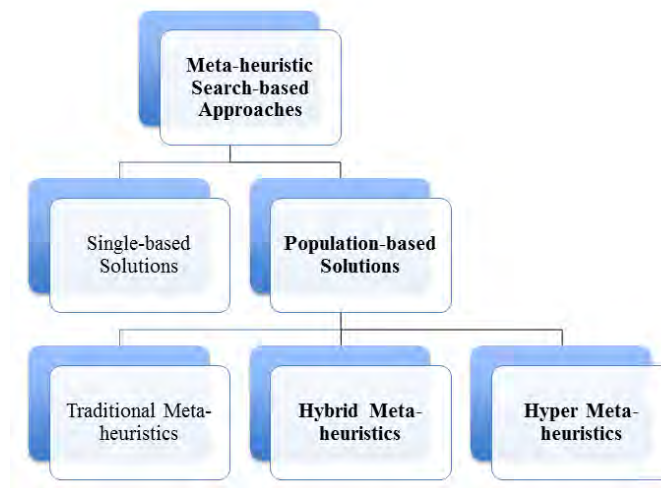 Meta-heuristic
Search-based
Approaches
Single-based
Solutions
Population-based
Solutions
Traditional Meta-
heuristics
Hybrid Meta-
heuristics
Hyper Meta-
heuristics